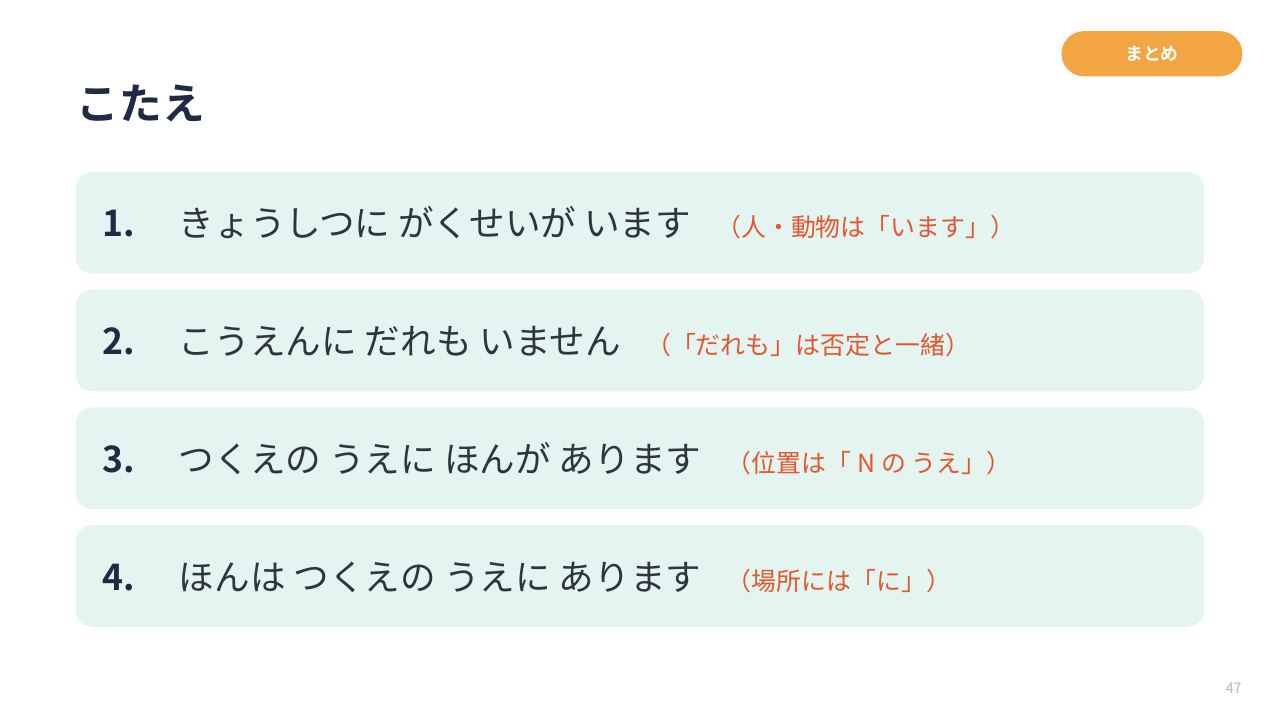 まとめ
こたえ
1. きょうしつに がくせいが います （人・動物は「います」）
2. こうえんに だれも いません （「だれも」は否定と一緒）
3. つくえの うえに ほんが あります （位置は「 N の うえ」）
4. ほんは つくえの うえに あります （場所には「に」）
47